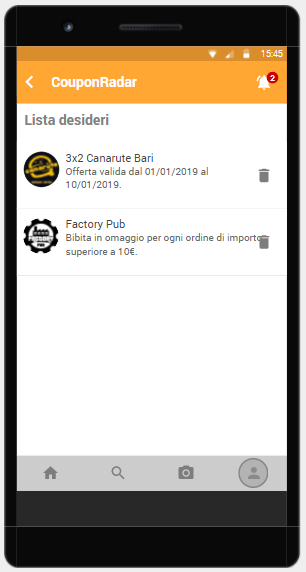 15:45
CouponRadar
2
Lista desideri
3x2 Canarute Bari
Offerta valida dal 01/01/2019 al
10/01/2019.
Factory Pub
Bibita in omaggio per ogni ordine di importo
superiore a 10€.